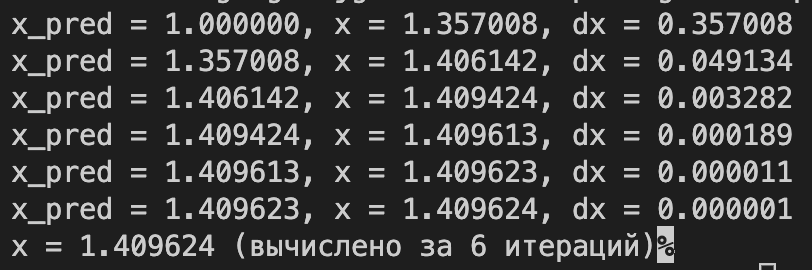 x_pred = 1.000000, x = 1.357008, dx = 0.357008
x_pred = 1.357008, x = 1.406142, dx = 0.049134
x_pred = 1.406142, x = 1.409424, dx = 0.003282
x_pred = 1.409424, x = 1.409613, dx = 0.000189
x_pred = 1.409613, x = 1.409623, dx = 0.000011
x_pred = 1.409623, x = 1.409624, dx = 0.000001
x = 1.409624 (вычислено за 6 итераций)%